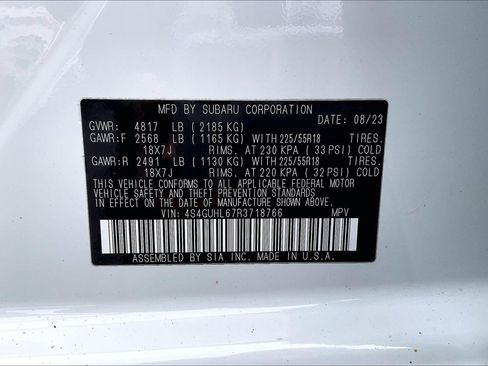 MFD BY SUBARU CORPORATION
DATE: 08/23
GVWR: 4817 LB (2185 KG)
GAWR:F 2568 LB (1165 KG) WITH 225/55R18 TIRES.
18X7J RIMS. AT 230 KPA (33 PSI) COLD
GAWR:R 2491 LB (1130 KG) WITH 225/55R18 TIRES.
18X7J RIMS. AT 220 KPA (32 PSI) COLD
THIS VEHICLE CONFORMS TO ALL APPLICABLE FEDERAL MOTOR
VEHICLE SAFETY AND THEFT PREVENTION STANDARDS
IN EFFECT ON THE DATE OF MANUFACTURE SHOWN ABOVE.
VIN: 4S4GUHL67R3718766 MPV
ASSEMBLED BY SIA INC. MADE IN U.S.A.